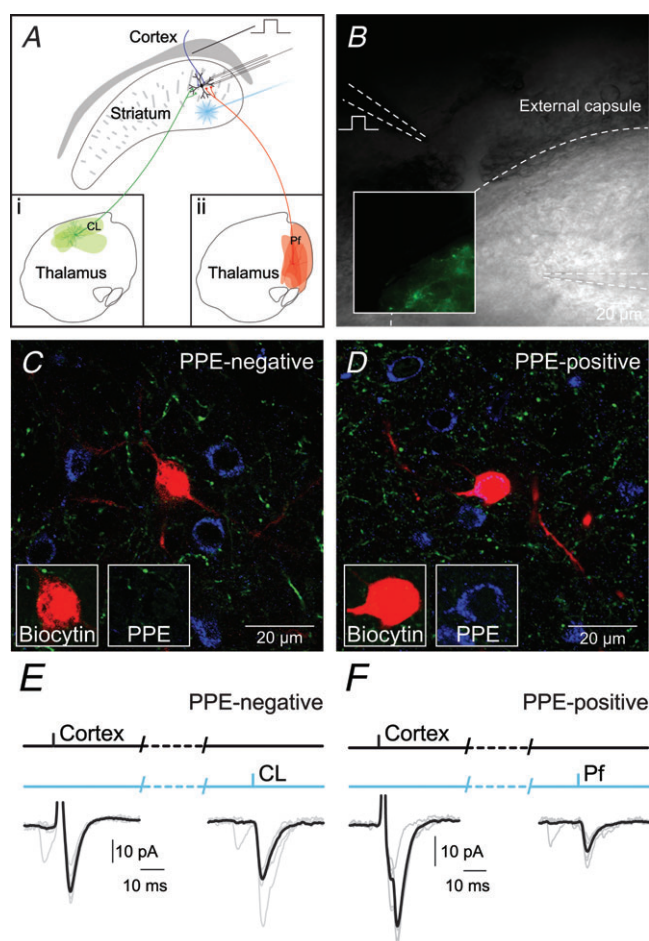 A
Cortex
Striatum
i
CL
Thalamus
ii
Pf
Thalamus
B
External capsule
20 µm
C
PPE-negative
Biocytin
PPE
20 µm
D
PPE-positive
Biocytin
PPE
20 µm
E
PPE-negative
Cortex
CL
10 pA
10 ms
F
PPE-positive
Cortex
Pf
10 pA
10 ms